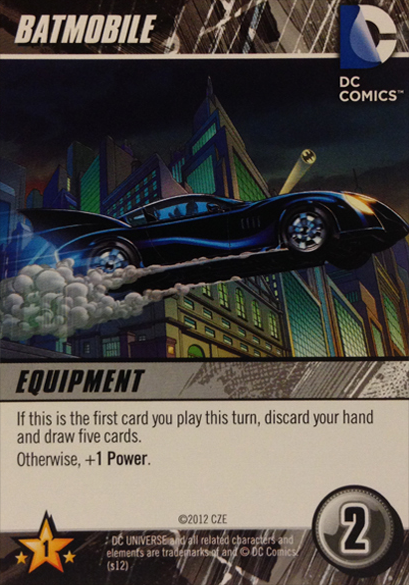 BATMOBILE
DC
COMICS™
EQUIPMENT
If this is the first card you play this turn, discard your hand
and draw five cards.
Otherwise, +1 Power.
©2012 CZE
1
DC UNIVERSE and all related characters and
elements are trademarks of and © DC Comics.
(s12)
2